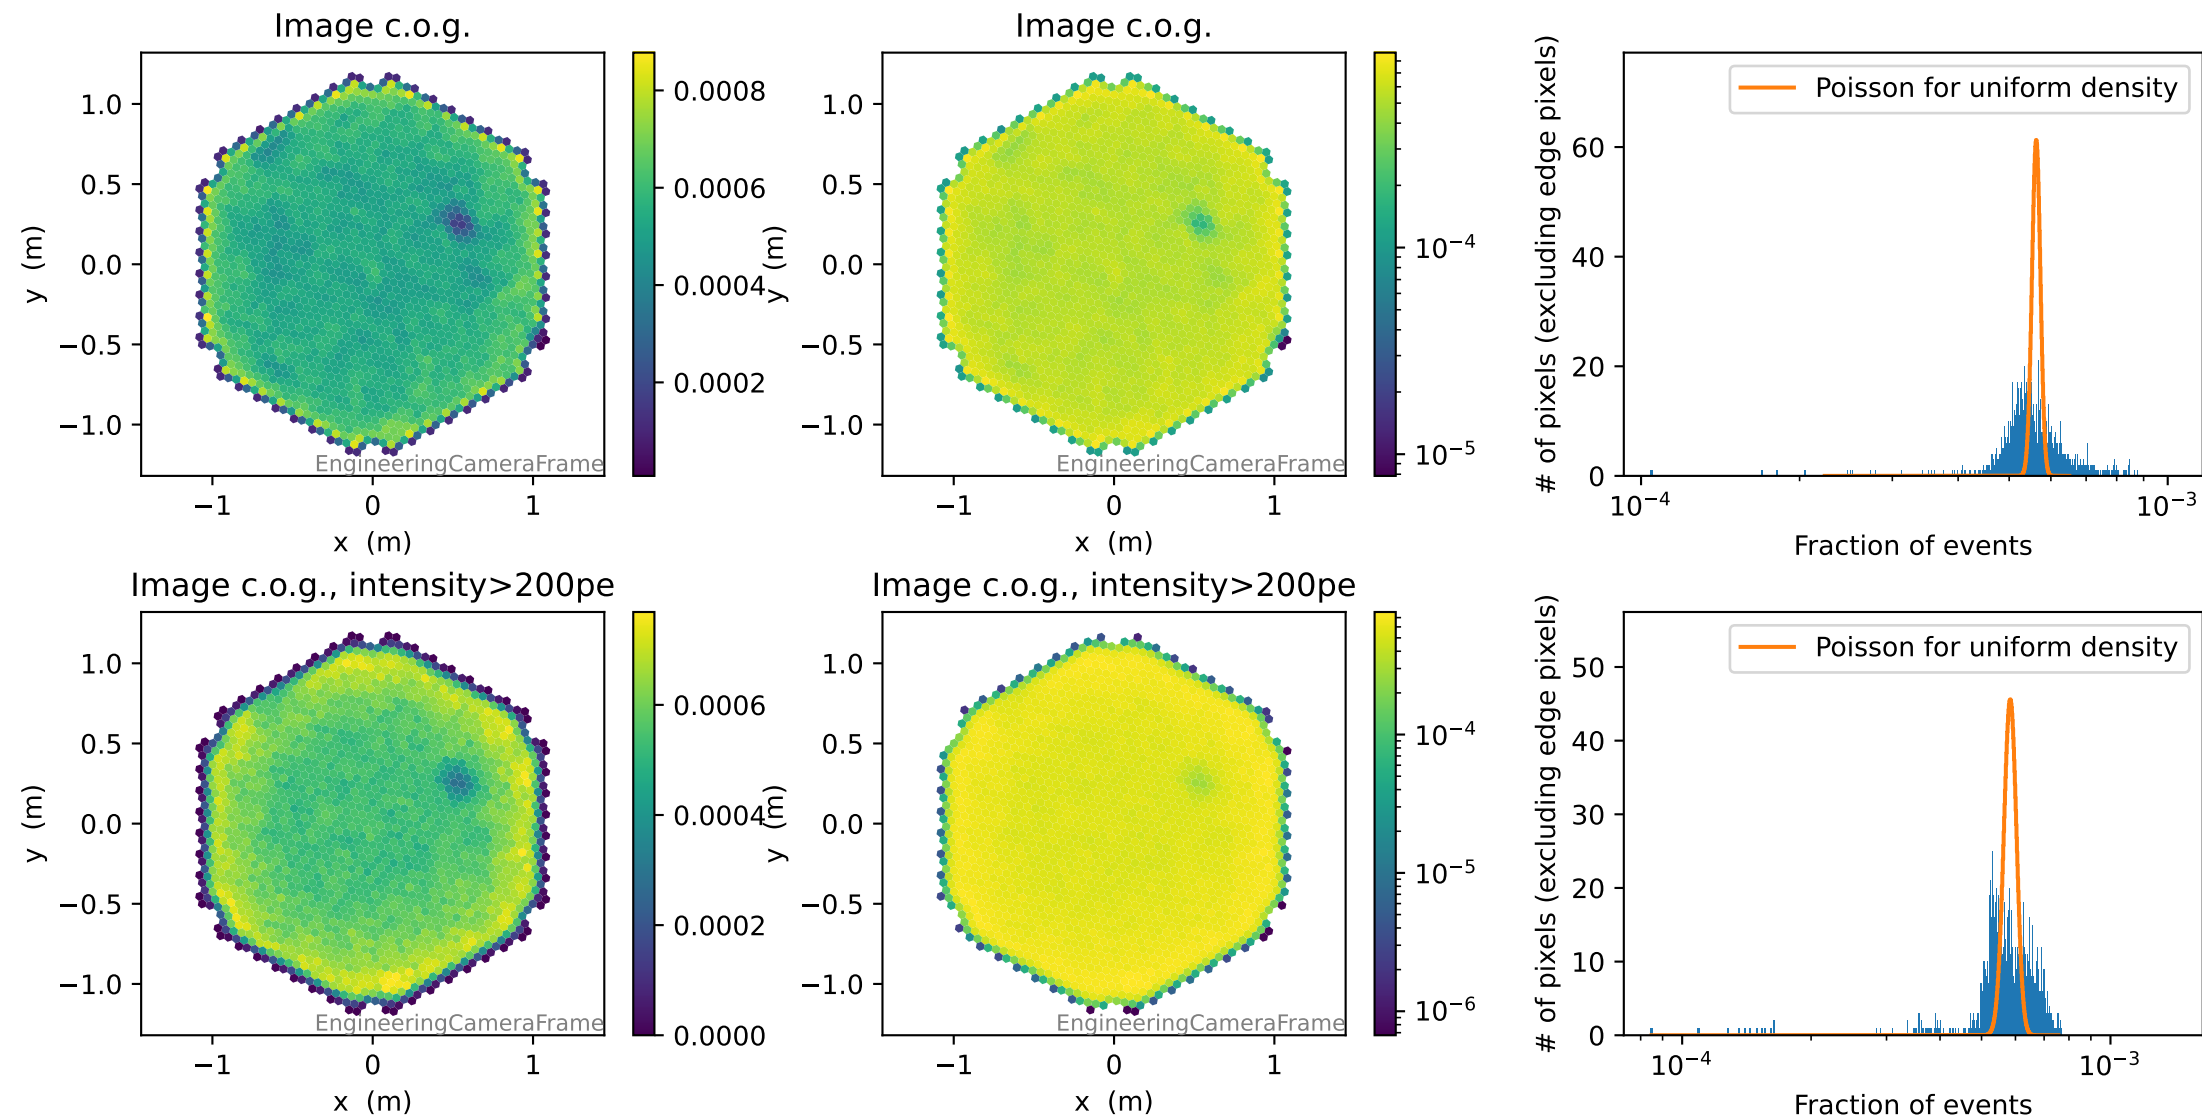 Image c.o.g.
y (m)
1.0
0.5
0.0
−0.5
−1.0
−1 0 1
x (m)
EngineeringCameraFrame
0.0008
0.0006
0.0004
0.0002
Image c.o.g.
y (m)
1.0
0.5
0.0
−0.5
−1.0
−1 0 1
x (m)
EngineeringCameraFrame
10⁻⁴
10⁻⁵
# of pixels (excluding edge pixels)
60
40
20
0
Poisson for uniform density
10⁻⁴ 10⁻³
Fraction of events
Image c.o.g., intensity>200pe
y (m)
1.0
0.5
0.0
−0.5
−1.0
−1 0 1
x (m)
EngineeringCameraFrame
0.0006
0.0004
0.0002
0.0000
Image c.o.g., intensity>200pe
y (m)
1.0
0.5
0.0
−0.5
−1.0
−1 0 1
x (m)
EngineeringCameraFrame
10⁻⁴
10⁻⁵
10⁻⁶
# of pixels (excluding edge pixels)
50
40
30
20
10
0
Poisson for uniform density
10⁻⁴ 10⁻³
Fraction of events